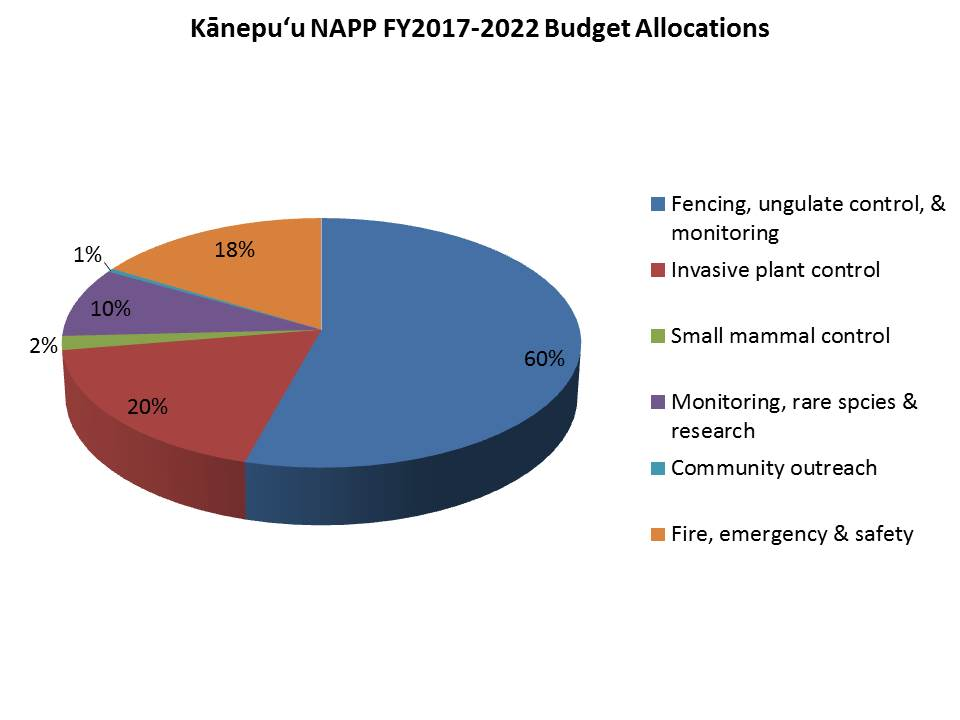 Kānepu‘u NAPP FY2017-2022 Budget Allocations
18%
1%
10%
2%
20%
60%
Fencing, ungulate control, &
monitoring
Invasive plant control
Small mammal control
Monitoring, rare spcies &
research
Community outreach
Fire, emergency & safety